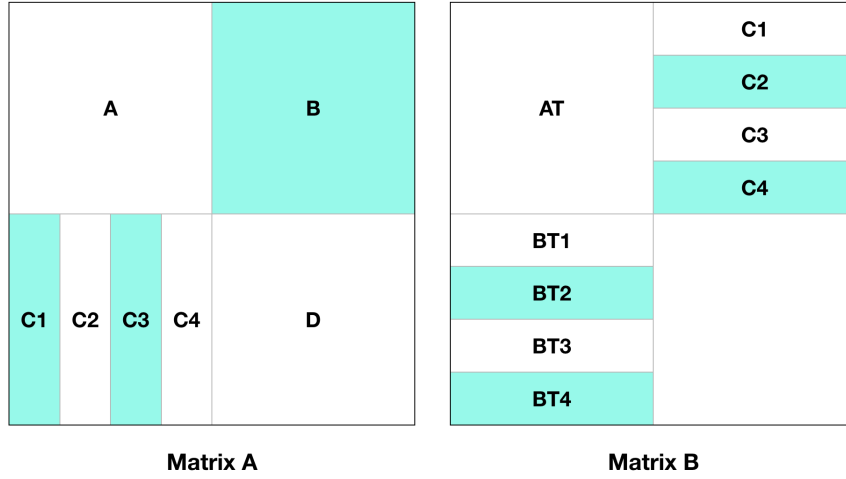 A
B
C1
C2
C3
C4
D
Matrix A
AT
C1
C2
C3
C4
BT1
BT2
BT3
BT4
Matrix B